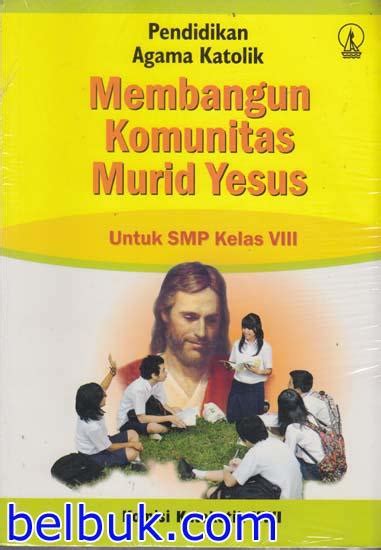 Pendidikan
Agama Katolik
Membangun
Komunitas
Murid Yesus
Untuk SMP Kelas VIII
belbuk.com